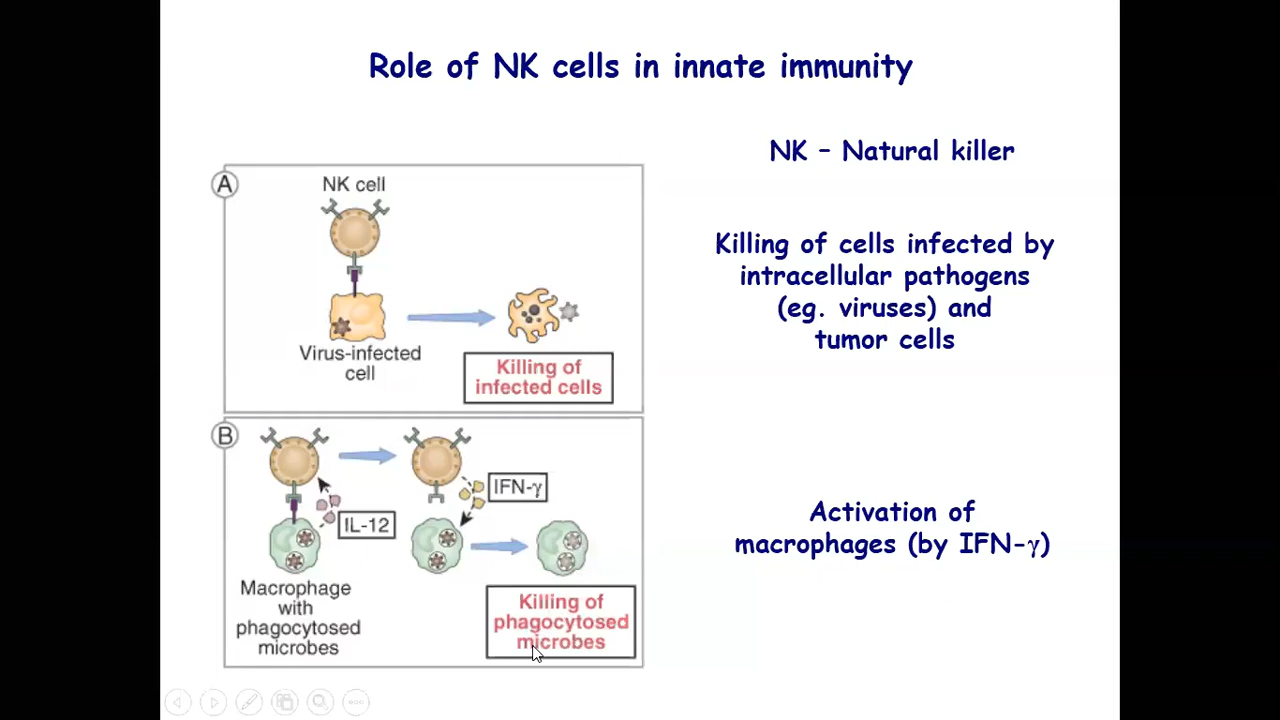 Role of NK cells in innate immunity
NK – Natural killer
A
NK cell
Virus-infected
cell
Killing of
infected cells
Killing of cells infected by
intracellular pathogens
(eg. viruses) and
tumor cells
B
IFN-γ
IL-12
Macrophage
with
phagocytosed
microbes
Killing of
phagocytosed
microbes
Activation of
macrophages (by IFN-γ)